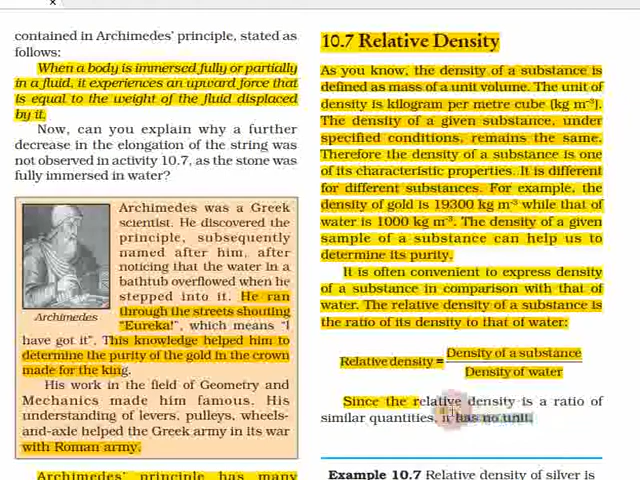 contained in Archimedes' principle, stated as
follows:
When a body is immersed fully or partially
in a fluid, it experiences an upward force that
is equal to the weight of the fluid displaced
by it.
Now, can you explain why a further
decrease in the elongation of the string was
not observed in activity 10.7, as the stone was
fully immersed in water?
Archimedes was a Greek
scientist. He discovered the
principle, subsequently
named after him, after
noticing that the water in a
bathtub overflowed when he
stepped into it. He ran
through the streets shouting
"Eureka!", which means "I
have got it". This knowledge helped him to
determine the purity of the gold in the crown
made for the king.
Archimedes
His work in the field of Geometry and
Mechanics made him famous. His
understanding of levers, pulleys, wheels-
and-axle helped the Greek army in its war
with Roman army.
Archimedes' principle has many
10.7 Relative Density
As you know, the density of a substance is
defined as mass of a unit volume. The unit of
density is kilogram per metre cube (kg m⁻³).
The density of a given substance, under
specified conditions, remains the same.
Therefore the density of a substance is one
of its characteristic properties. It is different
for different substances. For example, the
density of gold is 19300 kg m⁻³ while that of
water is 1000 kg m⁻³. The density of a given
sample of a substance can help us to
determine its purity.
It is often convenient to express density
of a substance in comparison with that of
water. The relative density of a substance is
the ratio of its density to that of water:
Relative density = Density of a substance
Density of water
Since the relative density is a ratio of
similar quantities, it has no unit.
Example 10.7 Relative density of silver is